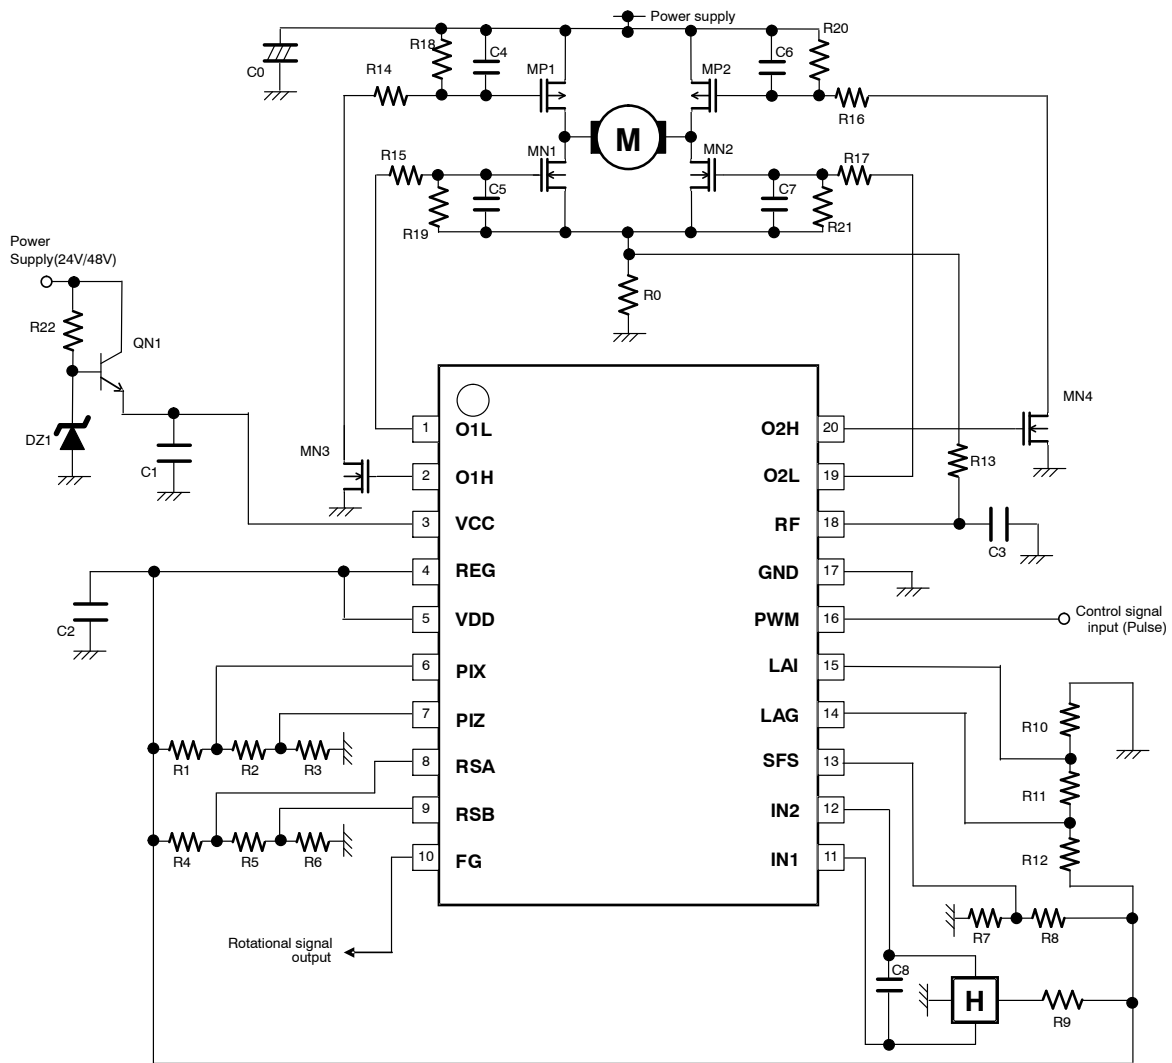 Power supply
R20
R18
C4
C6
C0
R14
MP1
MP2
R16
M
R15
MN1
MN2
R17
C5
C7
R19
R21
Power
Supply(24V/48V)
R0
R22
QN1
MN4
DZ1
C1
MN3
R13
1 O1L
O2H 20
2 O1H
O2L 19
3 VCC
RF 18
C3
4 REG
GND 17
C2
5 VDD
PWM 16
Control signal
input (Pulse)
6 PIX
LAI 15
7 PIZ
LAG 14
R10
R1 R2 R3
8 RSA
SFS 13
R11
9 RSB
IN2 12
R4 R5 R6
10 FG
IN1 11
R12
R7 R8
Rotational signal
output
C8
H
R9